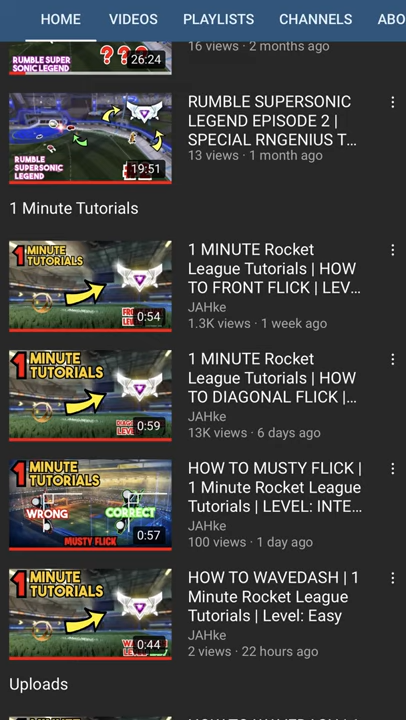 HOME VIDEOS PLAYLISTS CHANNELS ABO
RUMBLE SUPER
SONIC LEGEND
???
26:24
16 views · 2 months ago
RUMBLE
SUPERSONIC
LEGEND
19:51
RUMBLE SUPERSONIC
LEGEND EPISODE 2 |
SPECIAL RNGENIUS T...
13 views · 1 month ago
1 Minute Tutorials
1 MINUTE
TUTORIALS
0:54
1 MINUTE Rocket
League Tutorials | HOW
TO FRONT FLICK | LEV...
JAHke
1.3K views · 1 week ago
1 MINUTE
TUTORIALS
0:59
1 MINUTE Rocket
League Tutorials | HOW
TO DIAGONAL FLICK |...
JAHke
13K views · 6 days ago
1 MINUTE
TUTORIALS
WRONG
CORRECT
MUSTY FLICK
0:57
HOW TO MUSTY FLICK |
1 Minute Rocket League
Tutorials | LEVEL: INTE...
JAHke
100 views · 1 day ago
1 MINUTE
TUTORIALS
0:44
HOW TO WAVEDASH | 1
Minute Rocket League
Tutorials | Level: Easy
JAHke
2 views · 22 hours ago
Uploads